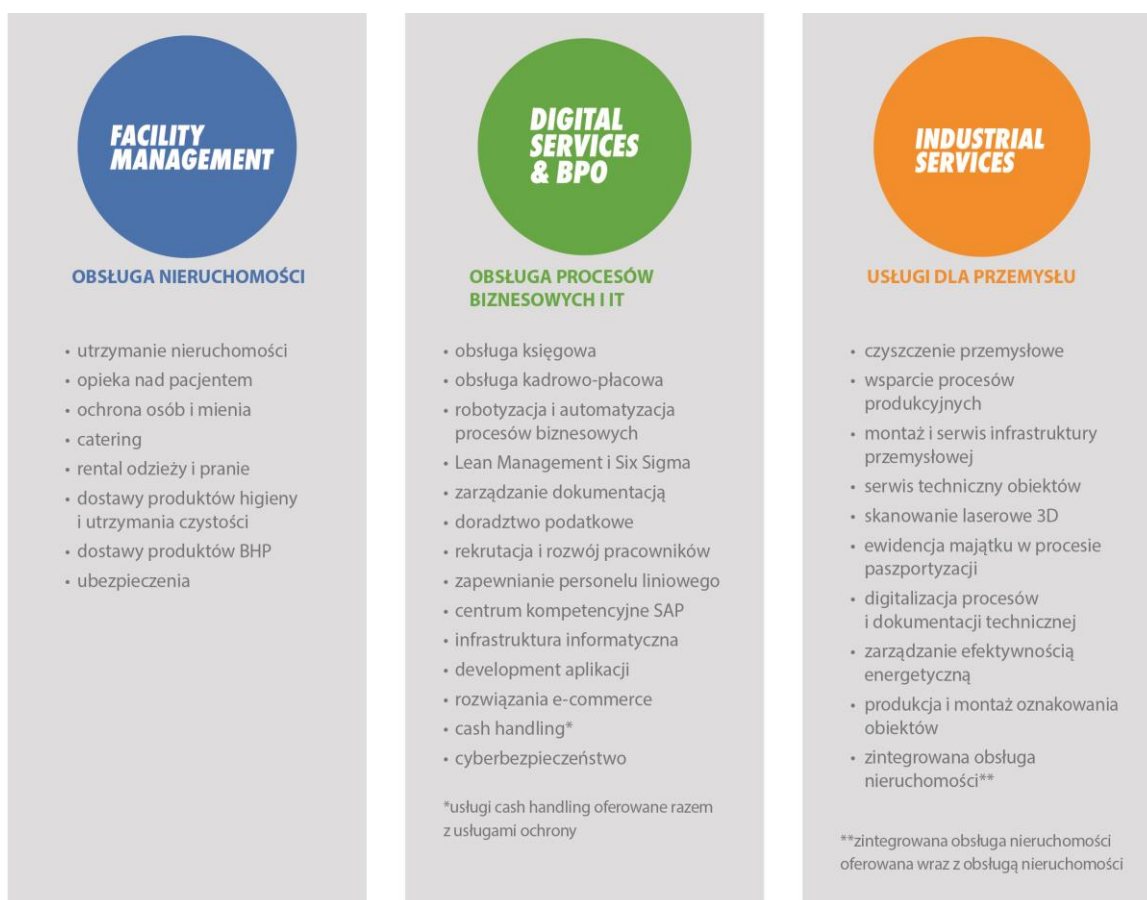 FACILITY
MANAGEMENT
OBSŁUGA NIERUCHOMOŚCI
• utrzymanie nieruchomości
• opieka nad pacjentem
• ochrona osób i mienia
• catering
• rental odzieży i pranie
• dostawy produktów higieny
i utrzymania czystości
• dostawy produktów BHP
• ubezpieczenia
DIGITAL
SERVICES
& BPO
OBSŁUGA PROCESÓW
BIZNESOWYCH I IT
• obsługa księgowa
• obsługa kadrowo-płacowa
• robotyzacja i automatyzacja
procesów biznesowych
• Lean Management i Six Sigma
• zarządzanie dokumentacją
• doradztwo podatkowe
• rekrutacja i rozwój pracowników
• zapewnianie personelu liniowego
• centrum kompetencyjne SAP
• infrastruktura informatyczna
• development aplikacji
• rozwiązania e-commerce
• cash handling*
• cyberbezpieczeństwo
*usługi cash handling oferowane razem
z usługami ochrony
INDUSTRIAL
SERVICES
USŁUGI DLA PRZEMYSŁU
• czyszczenie przemysłowe
• wsparcie procesów
produkcyjnych
• montaż i serwis infrastruktury
przemysłowej
• serwis techniczny obiektów
• skanowanie laserowe 3D
• ewidencja majątku w procesie
paszportyzacji
• digitalizacja procesów
i dokumentacji technicznej
• zarządzanie efektywnością
energetyczną
• produkcja i montaż oznakowania
obiektów
• zintegrowana obsługa
nieruchomości**
**zintegrowana obsługa nieruchomości
oferowana wraz z obsługą nieruchomości